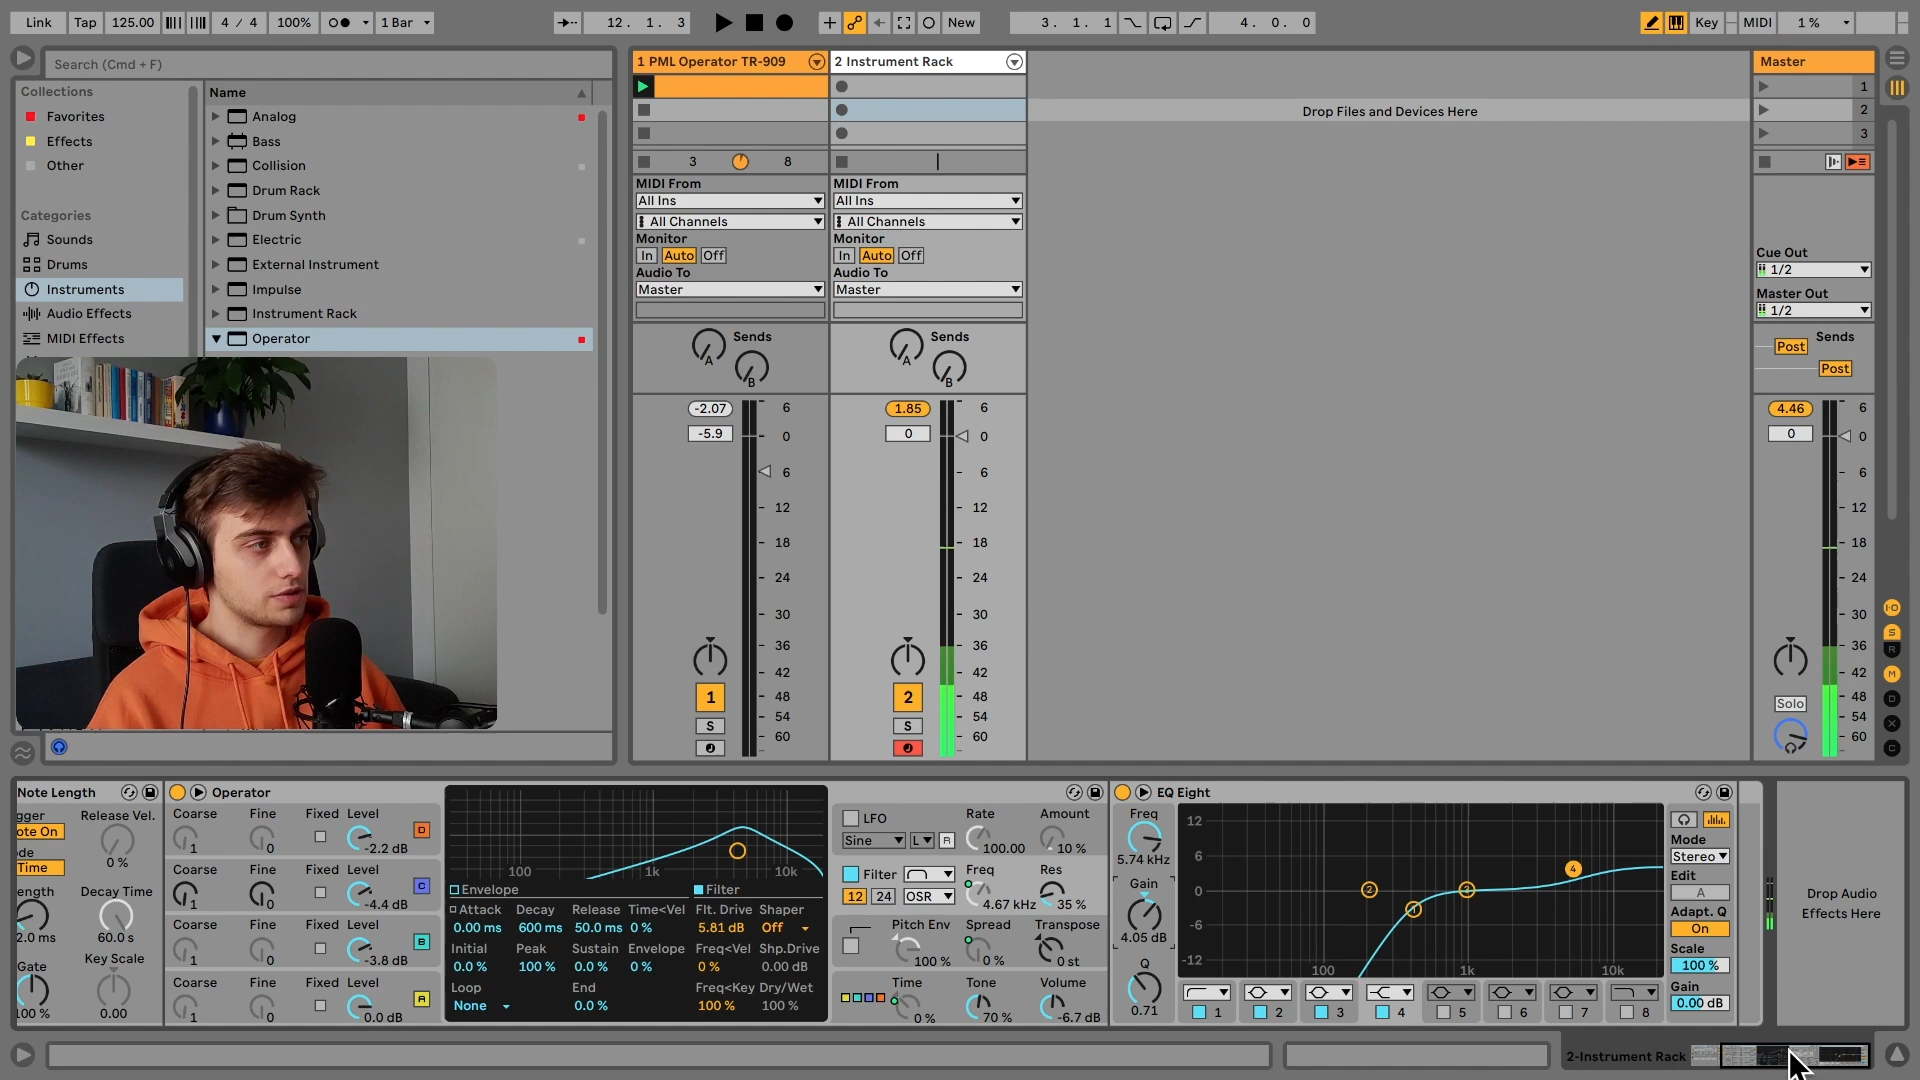 Link Tap 125.00 4 / 4 100% 1 Bar 12. 1. 3 New 3. 1. 1 4. 0. 0 Key MIDI 1 %
Search (Cmd + F)
Collections
Favorites
Effects
Other
Categories
Sounds
Drums
Instruments
Audio Effects
MIDI Effects
Name
Analog
Bass
Collision
Drum Rack
Drum Synth
Electric
External Instrument
Impulse
Instrument Rack
Operator
1 PML Operator TR-909
3 8
MIDI From
All Ins
All Channels
Monitor
In Auto Off
Audio To
Master
Sends
A
B
-2.07
-5.9
6
0
6
12
18
24
30
36
42
48
54
60
1
S
2 Instrument Rack
MIDI From
All Ins
All Channels
Monitor
In Auto Off
Audio To
Master
Sends
A
B
1.85
0
6
0
6
12
18
24
30
36
42
48
54
60
2
S
Drop Files and Devices Here
Master
1
2
3
Cue Out
1/2
Master Out
1/2
Sends
Post
Post
4.46
0
6
0
6
12
18
24
30
36
42
48
54
60
Solo
I·O
S
R
M
D
X
C
Note Length
gger
ote On
Release Vel.
0 %
de
Time
ength
2.0 ms
Decay Time
60.0 s
Gate
100 %
Key Scale
0.00
Operator
Coarse Fine Fixed Level
1 0 -2.2 dB D
Coarse Fine Fixed Level
1 0 -4.4 dB C
Coarse Fine Fixed Level
1 0 -3.8 dB B
Coarse Fine Fixed Level
1 0 0.0 dB A
100 1k 10k
Envelope Filter
Attack Decay Release Time<Vel Flt. Drive Shaper
0.00 ms 600 ms 50.0 ms 0 % 5.81 dB Off
Initial Peak Sustain Envelope Freq<Vel Shp.Drive
0.0 % 100 % 0.0 % 0 % 0 % 0.00 dB
Loop End Freq<Key Dry/Wet
None 0.0 % 100 % 100 %
LFO Rate Amount
Sine L R 100.00 10 %
Filter Freq Res
12 24 OSR 4.67 kHz 35 %
Pitch Env Spread Transpose
100 % 0 % 0 st
Time Tone Volume
0 % 70 % -6.7 dB
EQ Eight
Freq
5.74 kHz
Gain
4.05 dB
Q
0.71
12
6
0
-6
-12
100 1k 10k
2 1 3 4
1 2 3 4 5 6 7 8
Mode
Stereo
Edit
A
Adapt. Q
On
Scale
100 %
Gain
0.00 dB
Drop Audio
Effects Here
2-Instrument Rack